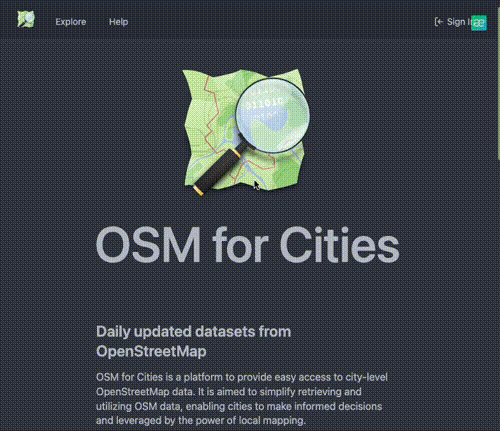 Explore Help Sign I
æ
011010
OSM for Cities
Daily updated datasets from
OpenStreetMap
OSM for Cities is a platform to provide easy access to city-level
OpenStreetMap data. It is aimed to simplify retrieving and
utilizing OSM data, enabling cities to make informed decisions
and leveraged by the power of local mapping.